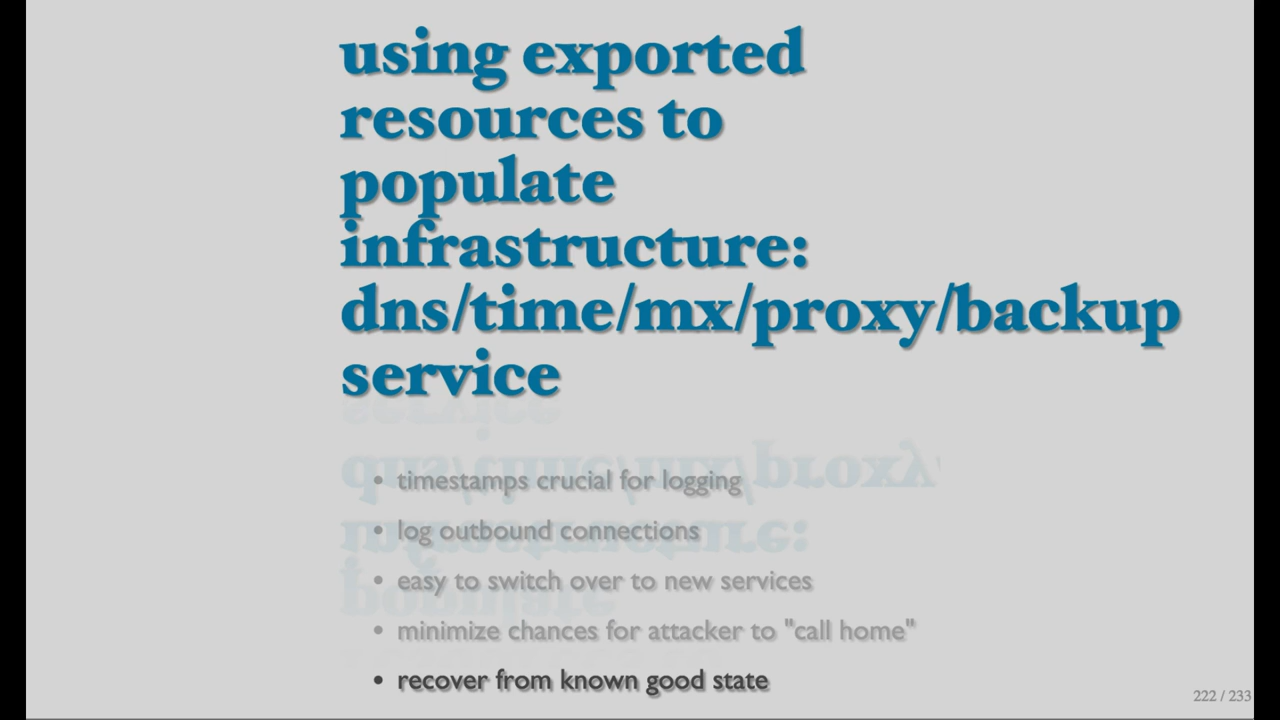 using exported
resources to
populate
infrastructure:
dns/time/mx/proxy/backup
service
• timestamps crucial for logging
• log outbound connections
• easy to switch over to new services
• minimize chances for attacker to "call home"
• recover from known good state
222 / 233